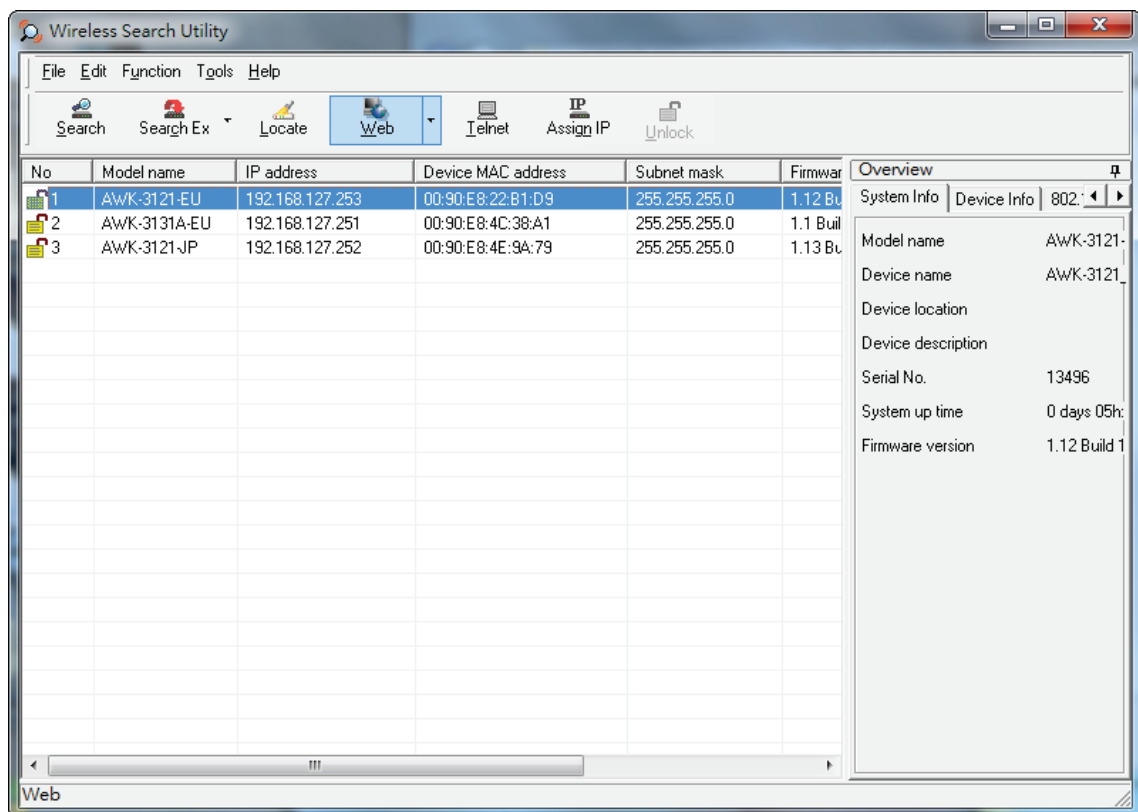 Wireless Search Utility
File Edit Function Tools Help
Search Search Ex Locate Web Telnet IP Assign IP Unlock
No Model name IP address Device MAC address Subnet mask Firmwar
1 AWK-3121-EU 192.168.127.253 00:90:E8:22:B1:D9 255.255.255.0 1.12 Bu
2 AWK-3131A-EU 192.168.127.251 00:90:E8:4C:38:A1 255.255.255.0 1.1 Buil
3 AWK-3121-JP 192.168.127.252 00:90:E8:4E:9A:79 255.255.255.0 1.13 Bu
Overview
System Info Device Info 802.
Model name AWK-3121-
Device name AWK-3121_
Device location
Device description
Serial No. 13496
System up time 0 days 05h:
Firmware version 1.12 Build 1
Web